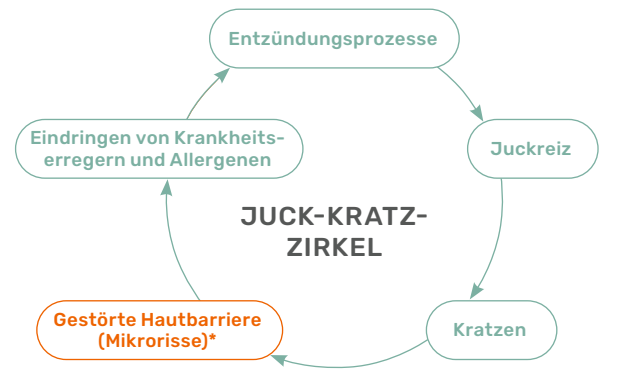 Entzündungsprozesse
Eindringen von Krankheits-
erregern und Allergenen
Juckreiz
JUCK-KRATZ-
ZIRKEL
Gestörte Hautbarriere
(Mikrorisse)*
Kratzen